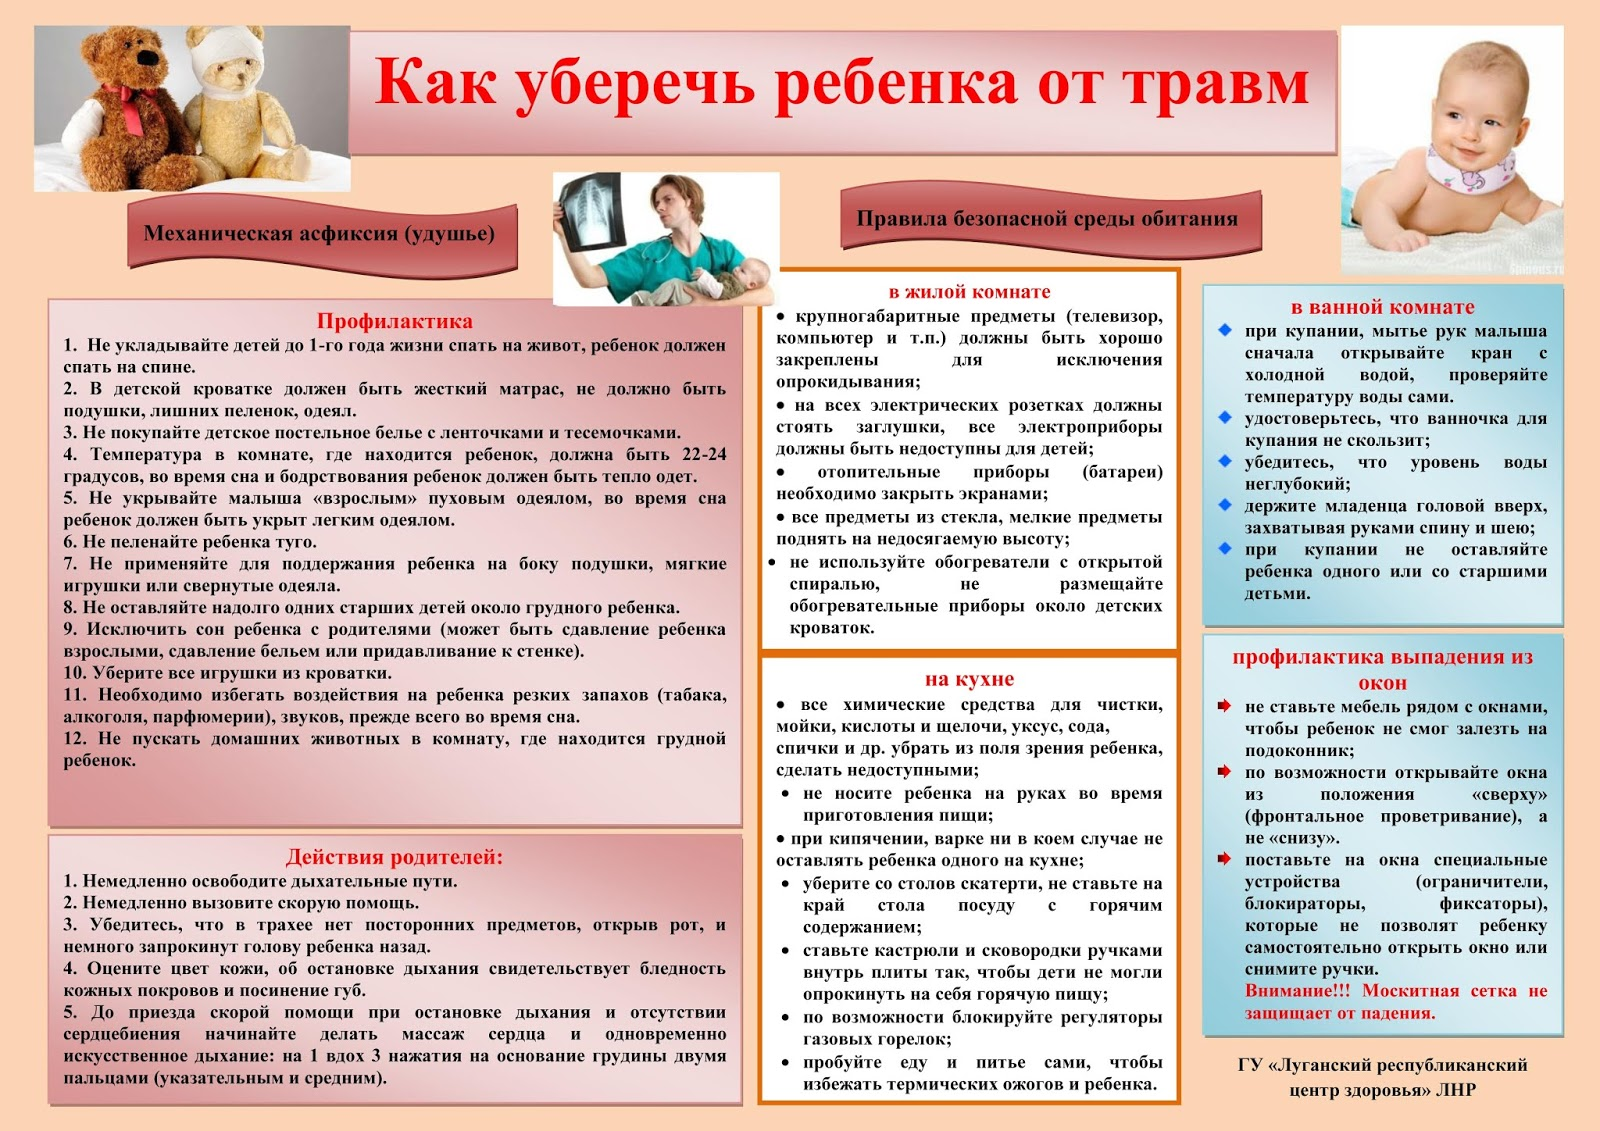 Как уберечь ребенка от травм
Механическая асфиксия (удушье)
Профилактика
1. Не укладывайте детей до 1-го года жизни спать на живот, ребенок должен
спать на спине.
2. В детской кроватке должен быть жесткий матрас, не должно быть
подушки, лишних пеленок, одеял.
3. Не покупайте детское постельное белье с ленточками и тесемочками.
4. Температура в комнате, где находится ребенок, должна быть 22-24
градусов, во время сна и бодрствования ребенок должен быть тепло одет.
5. Не укрывайте малыша «взрослым» пуховым одеялом, во время сна
ребенок должен быть укрыт легким одеялом.
6. Не пеленайте ребенка туго.
7. Не применяйте для поддержания ребенка на боку подушки, мягкие
игрушки или свернутые одеяла.
8. Не оставляйте надолго одних старших детей около грудного ребенка.
9. Исключить сон ребенка с родителями (может быть сдавление ребенка
взрослыми, сдавление бельем или придавливание к стенке).
10. Уберите все игрушки из кроватки.
11. Необходимо избегать воздействия на ребенка резких запахов (табака,
алкоголя, парфюмерии), звуков, прежде всего во время сна.
12. Не пускать домашних животных в комнату, где находится грудной
ребенок.
Действия родителей:
1. Немедленно освободите дыхательные пути.
2. Немедленно вызовите скорую помощь.
3. Убедитесь, что в трахее нет посторонних предметов, открыв рот, и
немного запрокинут голову ребенка назад.
4. Оцените цвет кожи, об остановке дыхания свидетельствует бледность
кожных покровов и посинение губ.
5. До приезда скорой помощи при остановке дыхания и отсутствии
сердцебиения начинайте делать массаж сердца и одновременно
искусственное дыхание: на 1 вдох 3 нажатия на основание грудины двумя
пальцами (указательным и средним).
Правила безопасной среды обитания
в жилой комнате
• крупногабаритные предметы (телевизор,
компьютер и т.п.) должны быть хорошо
закреплены для исключения
опрокидывания;
• на всех электрических розетках должны
стоять заглушки, все электроприборы
должны быть недоступны для детей;
• отопительные приборы (батареи)
необходимо закрыть экранами;
• все предметы из стекла, мелкие предметы
поднять на недосягаемую высоту;
• не используйте обогреватели с открытой
спиралью, не размещайте
обогревательные приборы около детских
кроваток.
на кухне
• все химические средства для чистки,
мойки, кислоты и щелочи, уксус, сода,
спички и др. убрать из поля зрения ребенка,
сделать недоступными;
• не носите ребенка на руках во время
приготовления пищи;
• при кипячении, варке ни в коем случае не
оставлять ребенка одного на кухне;
• уберите со столов скатерти, не ставьте на
край стола посуду с горячим
содержанием;
• ставьте кастрюли и сковородки ручками
внутрь плиты так, чтобы дети не могли
опрокинуть на себя горячую пищу;
• по возможности блокируйте регуляторы
газовых горелок;
• пробуйте еду и питье сами, чтобы
избежать термических ожогов и ребенка.
в ванной комнате
при купании, мытье рук малыша
сначала открывайте кран с
холодной водой, проверяйте
температуру воды сами.
удостоверьтесь, что ванночка для
купания не скользит;
убедитесь, что уровень воды
неглубокий;
держите младенца головой вверх,
захватывая руками спину и шею;
при купании не оставляйте
ребенка одного или со старшими
детьми.
профилактика выпадения из
окон
не ставьте мебель рядом с окнами,
чтобы ребенок не смог залезть на
подоконник;
по возможности открывайте окна
из положения «сверху»
(фронтальное проветривание), а
не «снизу».
поставьте на окна специальные
устройства (ограничители,
блокираторы, фиксаторы),
которые не позволят ребенку
самостоятельно открыть окно или
снимите ручки.
Внимание!!! Москитная сетка не
защищает от падения.
ГУ «Луганский республиканский
центр здоровья» ЛНР